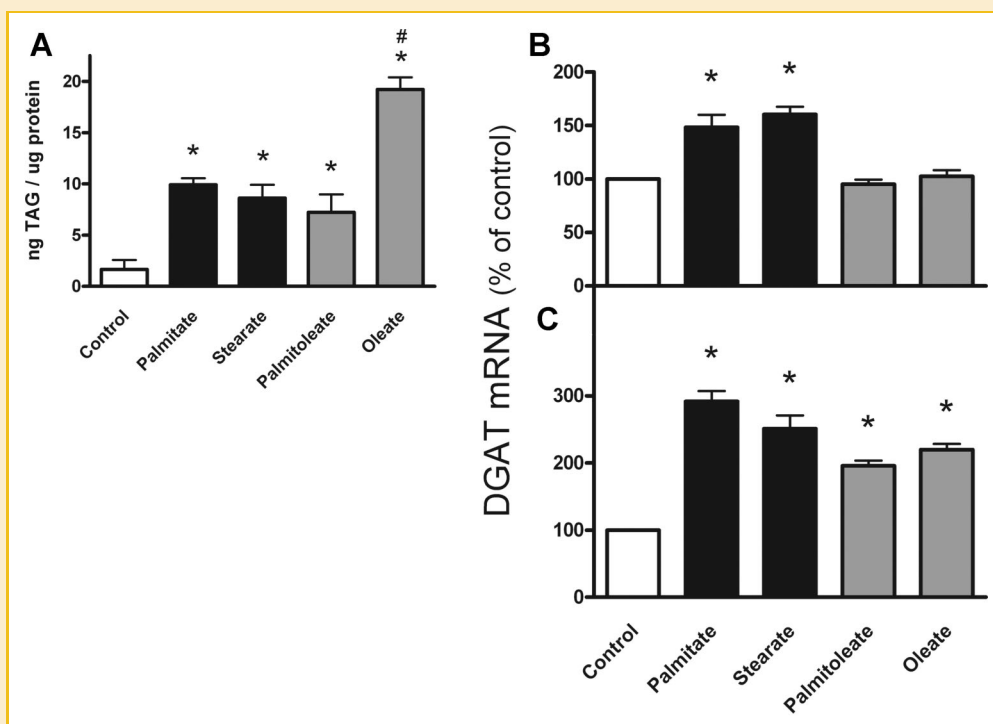 A
ng TAG / ug protein
20
15
10
5
0
*
*
*
#
*
Control
Palmitate
Stearate
Palmitoleate
Oleate
B
DGAT mRNA (% of control)
200
150
100
50
0
*
*
C
300
200
100
0
*
*
*
*
Control
Palmitate
Stearate
Palmitoleate
Oleate